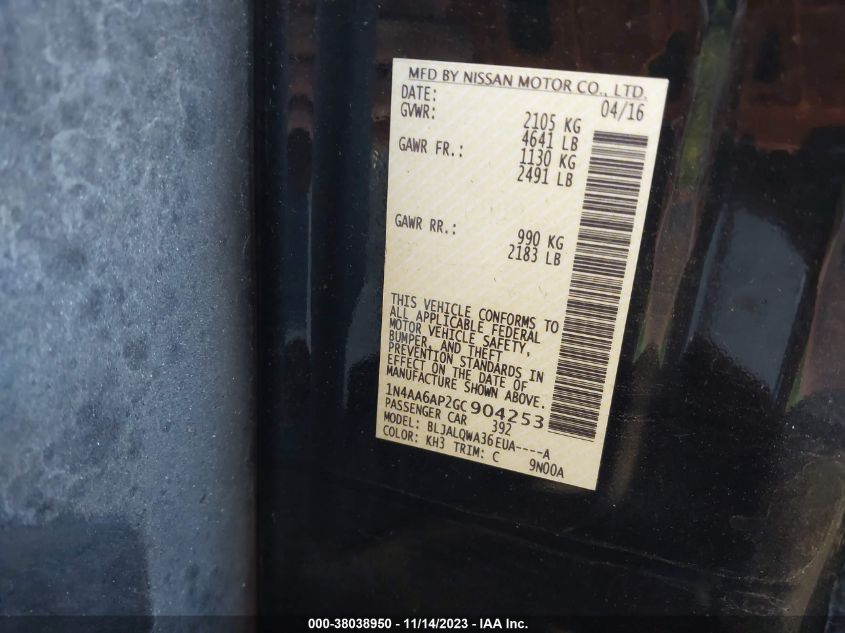 MFD BY NISSAN MOTOR CO., LTD.
DATE: 04/16
GVWR: 2105 KG
4641 LB
GAWR FR.: 1130 KG
2491 LB
GAWR RR.: 990 KG
2183 LB
THIS VEHICLE CONFORMS TO
ALL APPLICABLE FEDERAL
MOTOR VEHICLE SAFETY,
BUMPER, AND THEFT
PREVENTION STANDARDS IN
EFFECT ON THE DATE OF
MANUFACTURE SHOWN ABOVE.
1N4AA6AP2GC904253
PASSENGER CAR 392
MODEL: BLJALQWA36EUA----A
COLOR: KH3 TRIM: C 9N00A
000-38038950 - 11/14/2023 - IAA Inc.